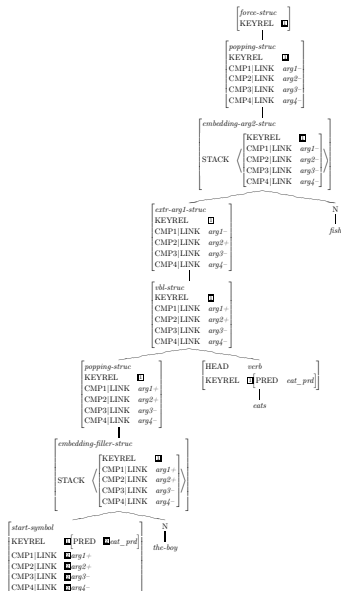 force-struc
KEYREL
popping-struc
KEYREL
CMP1|LINK arg1–
CMP2|LINK arg2–
CMP3|LINK arg3–
CMP4|LINK arg4–
embedding-arg2-struc
KEYREL
CMP1|LINK arg1–
STACK CMP2|LINK arg2–
CMP3|LINK arg3–
CMP4|LINK arg4–
extr-arg1-struc N
KEYREL
CMP1|LINK arg1– fish
CMP2|LINK arg2+
CMP3|LINK arg3–
CMP4|LINK arg4–
vbl-struc
KEYREL
CMP1|LINK arg1+
CMP2|LINK arg2+
CMP3|LINK arg3–
CMP4|LINK arg4–
popping-struc HEAD verb
KEYREL KEYREL PRED eat_prd
CMP1|LINK arg1+
CMP2|LINK arg2+
CMP3|LINK arg3– eats
CMP4|LINK arg4–
embedding-filler-struc
KEYREL
CMP1|LINK arg1+
STACK CMP2|LINK arg2+
CMP3|LINK arg3–
CMP4|LINK arg4–
start-symbol N
KEYREL PRED eat_prd
CMP1|LINK arg1+ the-boy
CMP2|LINK arg2+
CMP3|LINK arg3–
CMP4|LINK arg4–